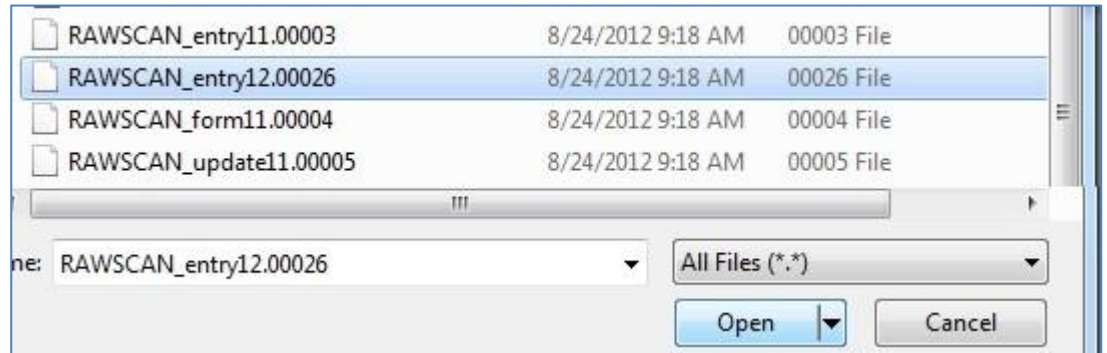 RAWSCAN_entry11.00003 8/24/2012 9:18 AM 00003 File
RAWSCAN_entry12.00026 8/24/2012 9:18 AM 00026 File
RAWSCAN_form11.00004 8/24/2012 9:18 AM 00004 File
RAWSCAN_update11.00005 8/24/2012 9:18 AM 00005 File
ne: RAWSCAN_entry12.00026 All Files (*.*)
Open Cancel